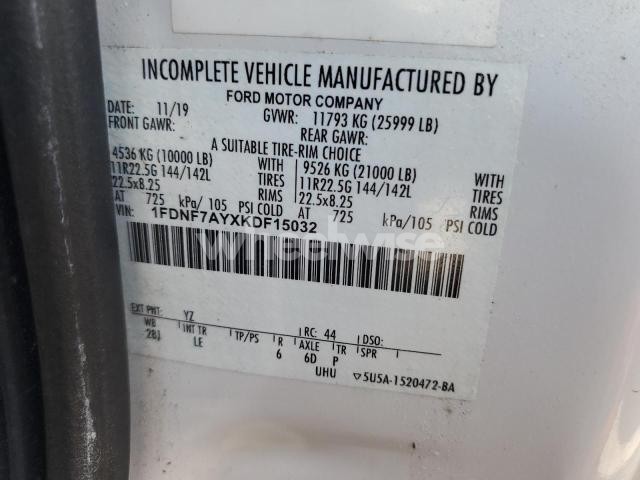 INCOMPLETE VEHICLE MANUFACTURED BY
FORD MOTOR COMPANY
DATE: 11/19 GVWR: 11793 KG (25999 LB)
FRONT GAWR: REAR GAWR:
A SUITABLE TIRE-RIM CHOICE
4536 KG (10000 LB) WITH 9526 KG (21000 LB) WITH
11R22.5G 144/142L TIRES 11R22.5G 144/142L TIRES
22.5x8.25 RIMS 22.5x8.25 RIMS
AT 725 kPa/105 PSI COLD AT 725 kPa/105 PSI COLD
VIN: 1FDNF7AYXKDF15032
Wheelwise
EXT PNT: YZ RC: 44 DSO:
WB INT TR TP/PS R AXLE TR SPR
281 LE 6 6D P
UHU 5U5A-1520472-BA